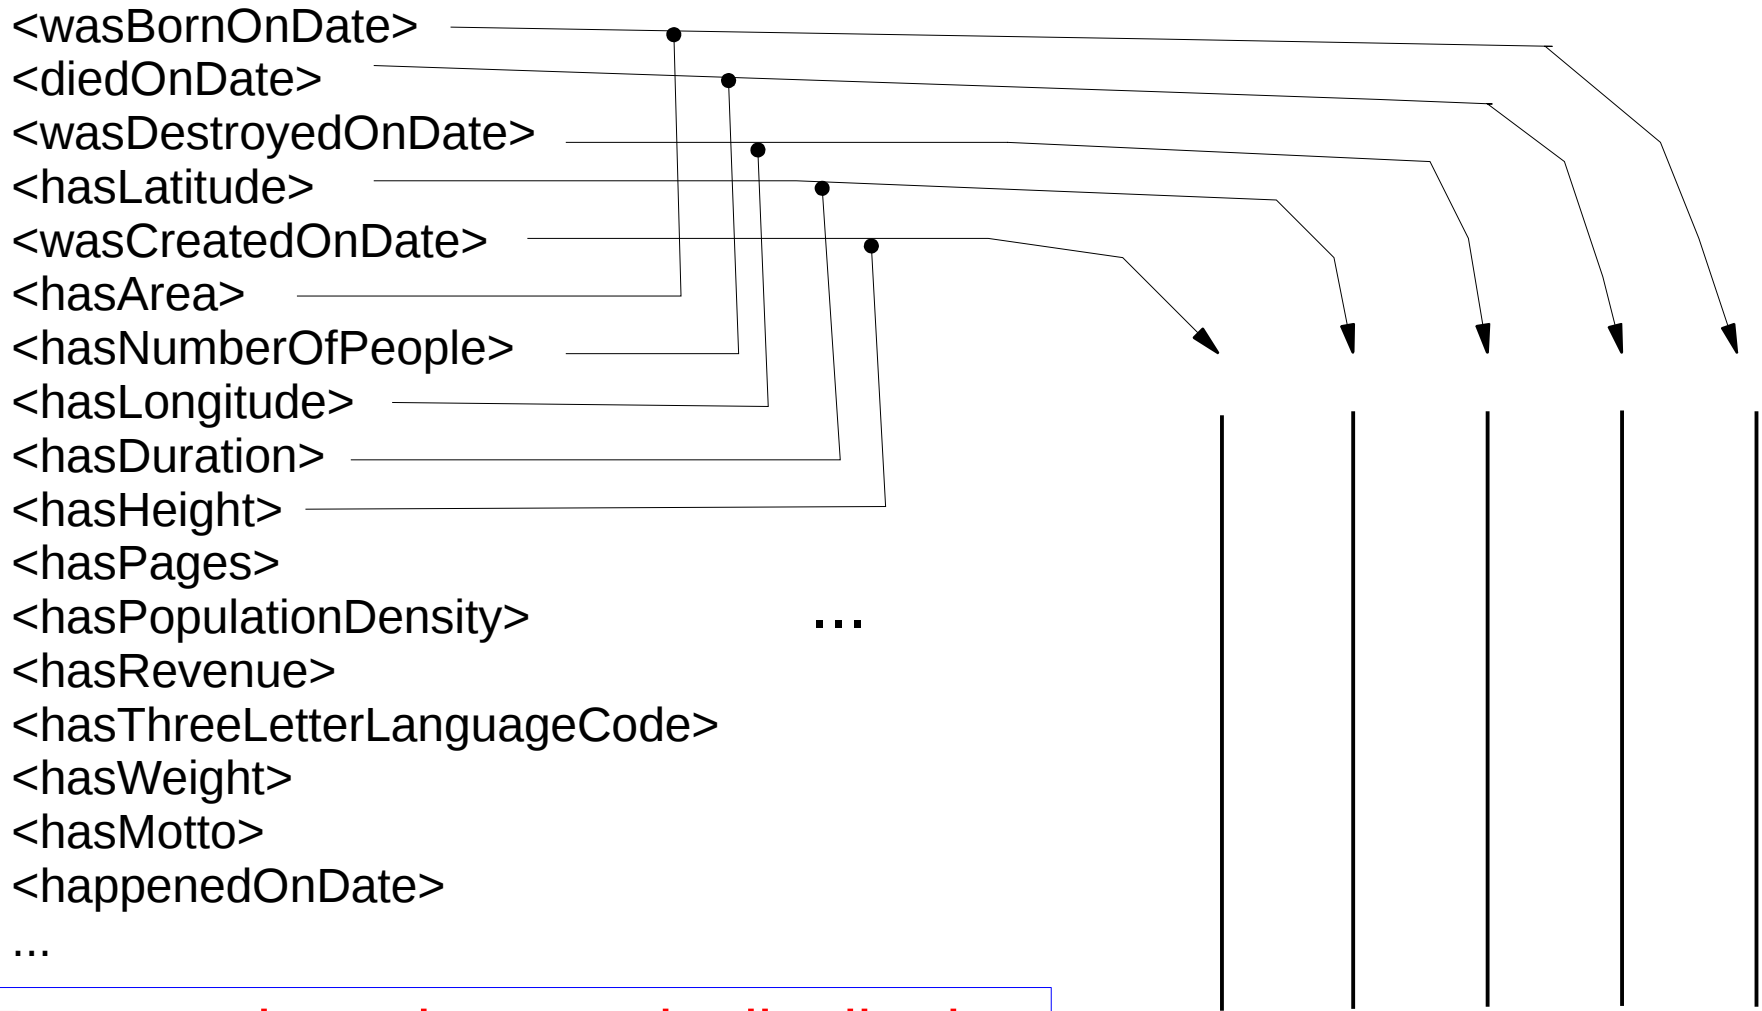 <wasBornOnDate>
<diedOnDate>
<wasDestroyedOnDate>
<hasLatitude>
<wasCreatedOnDate>
<hasArea>
<hasNumberOfPeople>
<hasLongitude>
<hasDuration>
<hasHeight>
<hasPages>
<hasPopulationDensity> ...
<hasRevenue>
<hasThreeLetterLanguageCode>
<hasWeight>
<hasMotto>
<happenedOnDate>
...